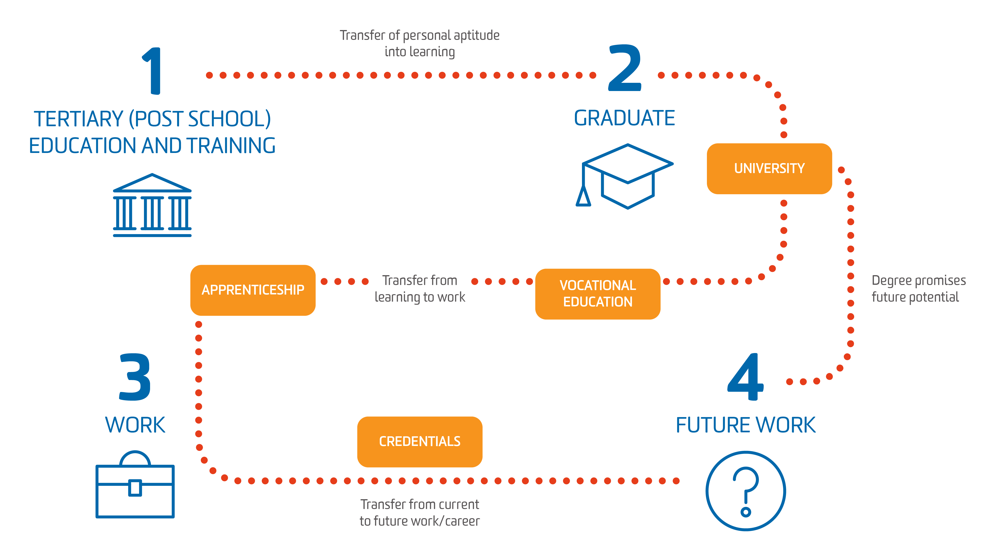 Transfer of personal aptitude
into learning
1
TERTIARY (POST SCHOOL)
EDUCATION AND TRAINING
2
GRADUATE
UNIVERSITY
APPRENTICESHIP
Transfer from
learning to work
VOCATIONAL
EDUCATION
Degree promises
future potential
3
WORK
CREDENTIALS
Transfer from current
to future work/career
4
FUTURE WORK
?